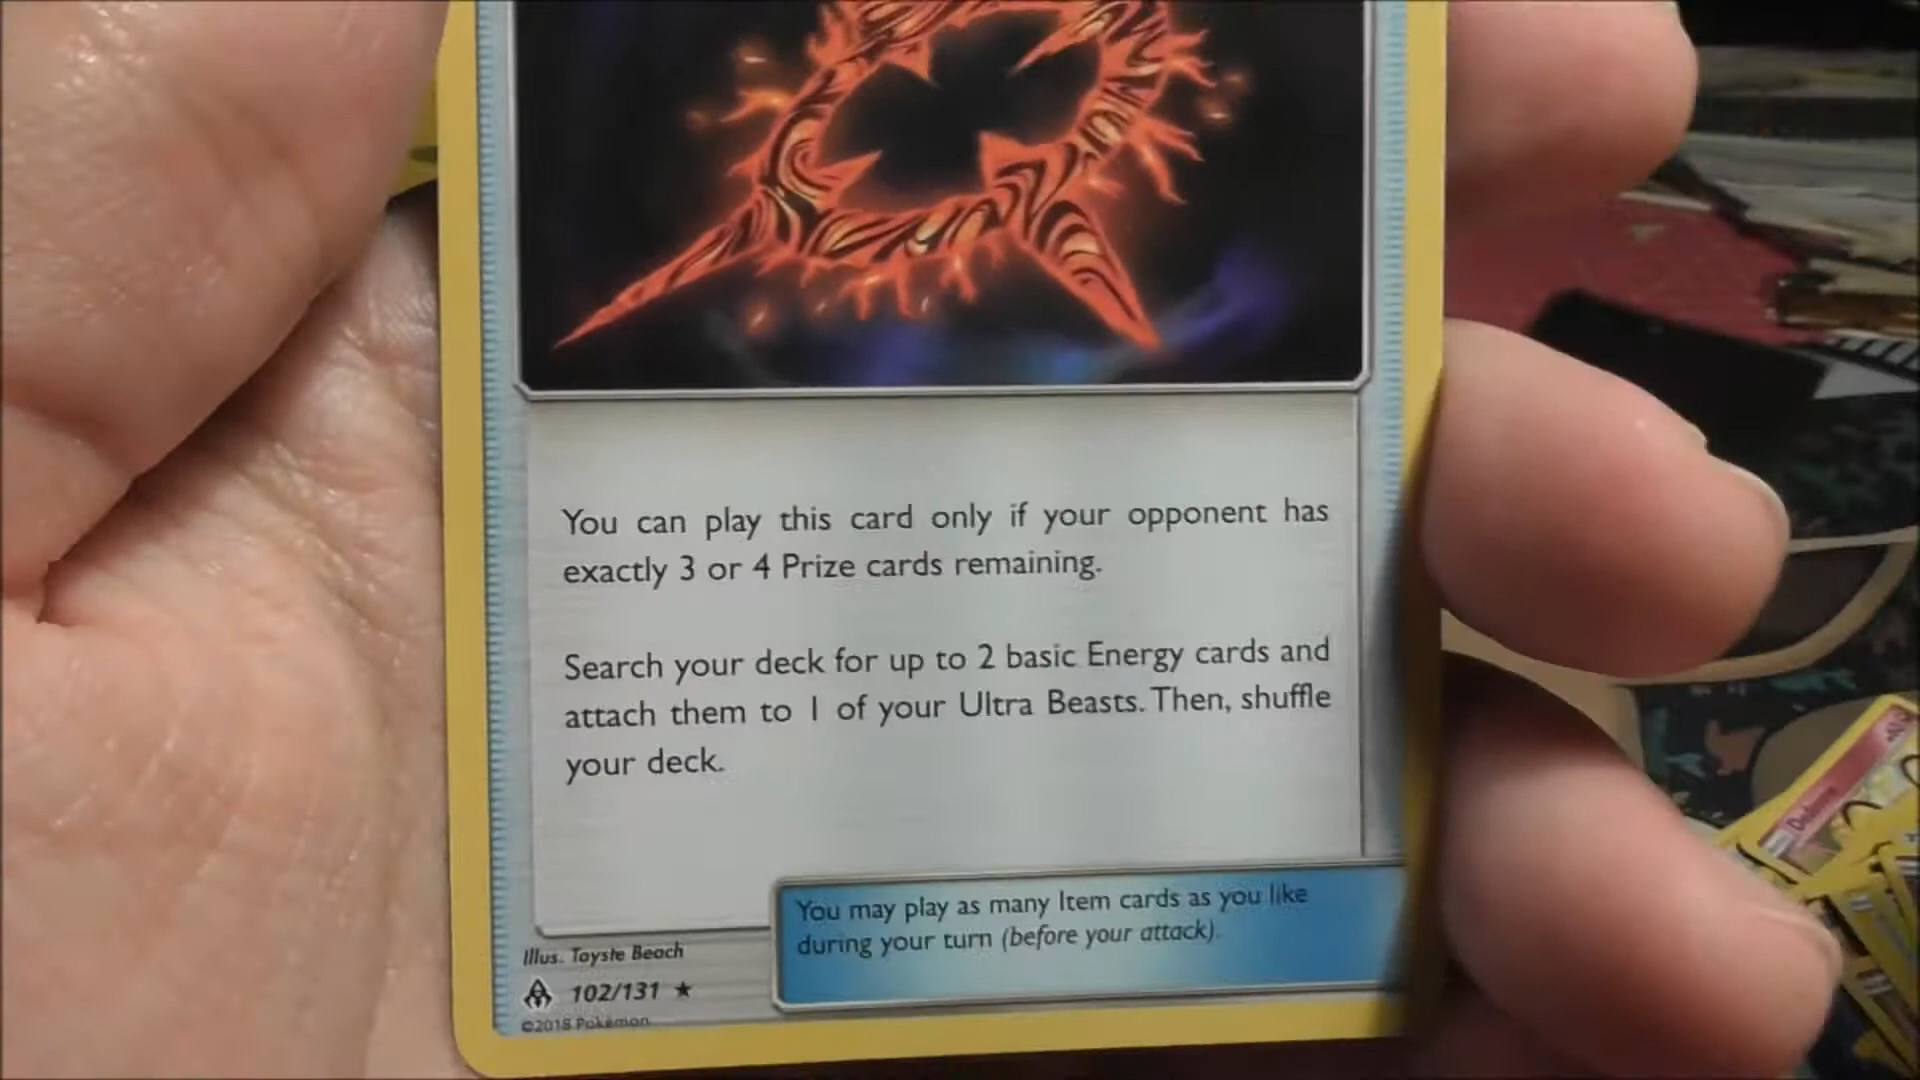 You can play this card only if your opponent has
exactly 3 or 4 Prize cards remaining.
Search your deck for up to 2 basic Energy cards and
attach them to 1 of your Ultra Beasts. Then, shuffle
your deck.
You may play as many Item cards as you like
during your turn (before your attack).
Illus. Toyste Beach
102/131 ★
©2018 Pokémon